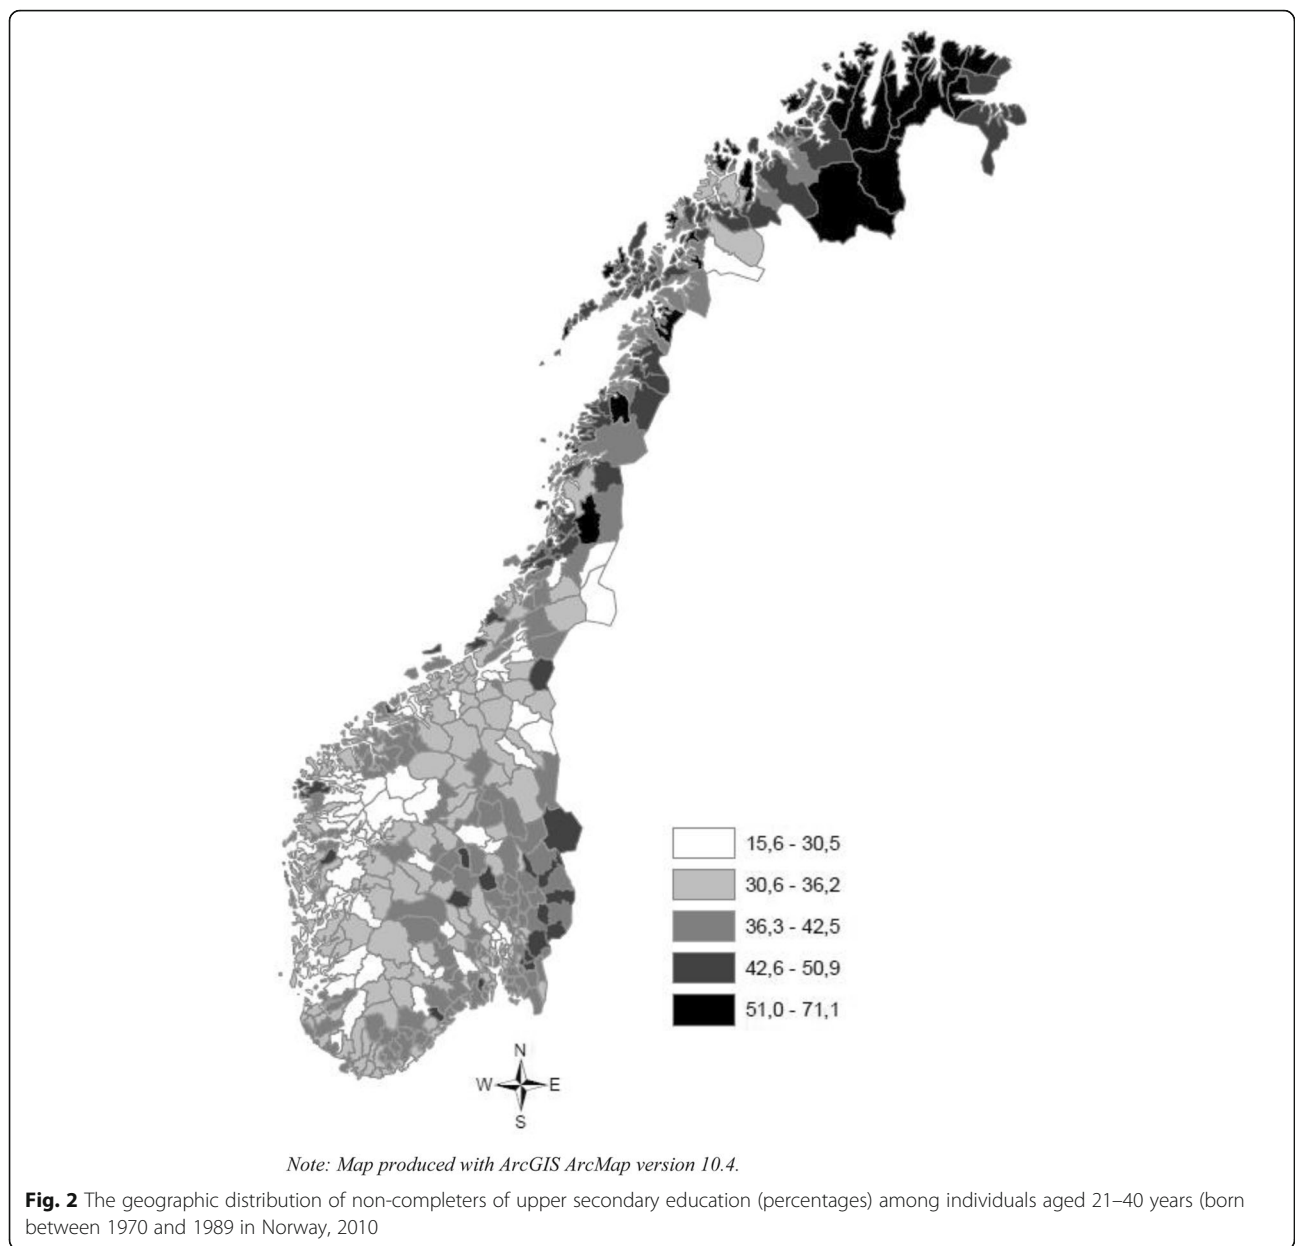 15,6 - 30,5
30,6 - 36,2
36,3 - 42,5
42,6 - 50,9
51,0 - 71,1
N
W E
S
Note: Map produced with ArcGIS ArcMap version 10.4.
Fig. 2 The geographic distribution of non-completers of upper secondary education (percentages) among individuals aged 21–40 years (born
between 1970 and 1989 in Norway, 2010